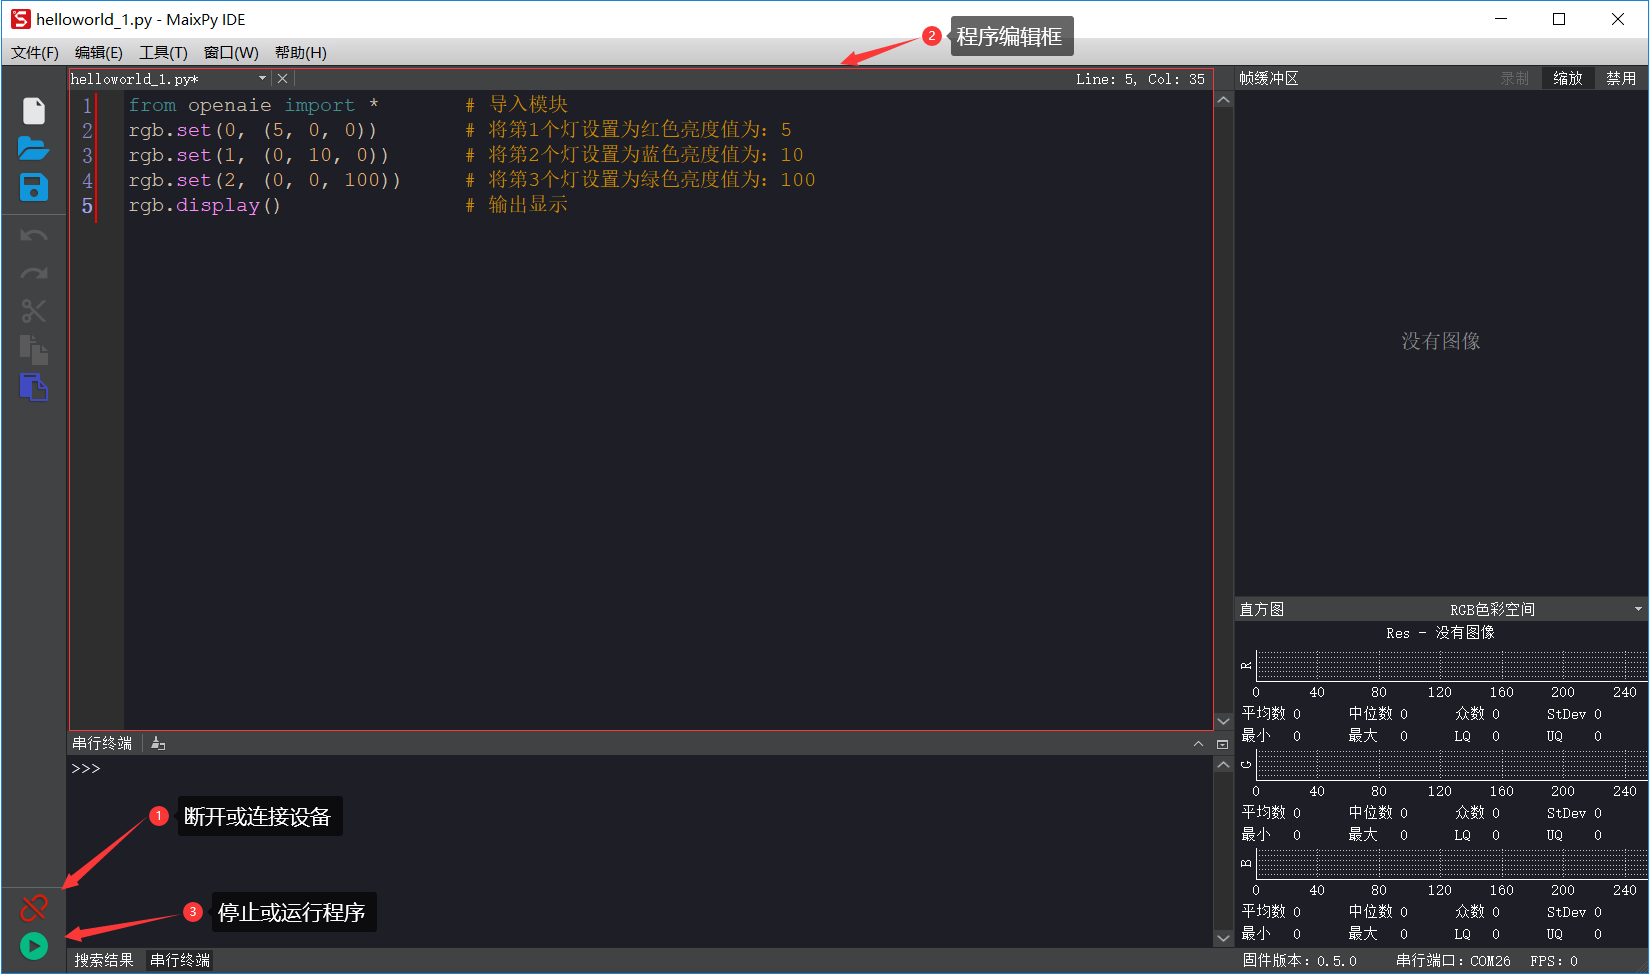 helloworld_1.py - MaixPy IDE
文件(F) 编辑(E) 工具(T) 窗口(W) 帮助(H)
2 程序编辑框
helloworld_1.py* Line: 5, Col: 35
帧缓冲区 录制 缩放 禁用
1 from openaie import * # 导入模块
2 rgb.set(0, (5, 0, 0)) # 将第1个灯设置为红色亮度值为: 5
3 rgb.set(1, (0, 10, 0)) # 将第2个灯设置为蓝色亮度值为: 10
4 rgb.set(2, (0, 0, 100)) # 将第3个灯设置为绿色亮度值为: 100
5 rgb.display() # 输出显示
没有图像
直方图 RGB色彩空间
Res - 没有图像
R
0 40 80 120 160 200 240
平均数 0 中位数 0 众数 0 StDev 0
最小 0 最大 0 LQ 0 UQ 0
G
0 40 80 120 160 200 240
平均数 0 中位数 0 众数 0 StDev 0
最小 0 最大 0 LQ 0 UQ 0
B
0 40 80 120 160 200 240
平均数 0 中位数 0 众数 0 StDev 0
最小 0 最大 0 LQ 0 UQ 0
串行终端
>>>
1 断开或连接设备
3 停止或运行程序
搜索结果 串行终端
固件版本: 0.5.0 串行端口: COM26 FPS: 0